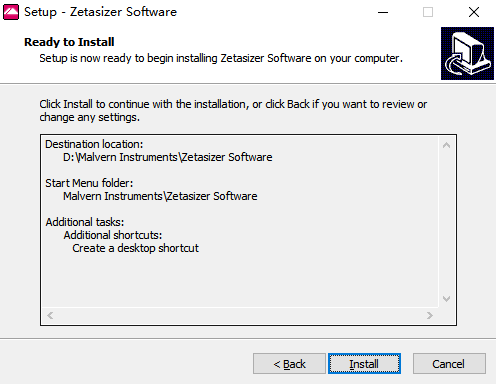 Setup - Zetasizer Software
Ready to Install
Setup is now ready to begin installing Zetasizer Software on your computer.
Click Install to continue with the installation, or click Back if you want to review or
change any settings.
Destination location:
D:\Malvern Instruments\Zetasizer Software
Start Menu folder:
Malvern Instruments\Zetasizer Software
Additional tasks:
Additional shortcuts:
Create a desktop shortcut
< Back
Install
Cancel